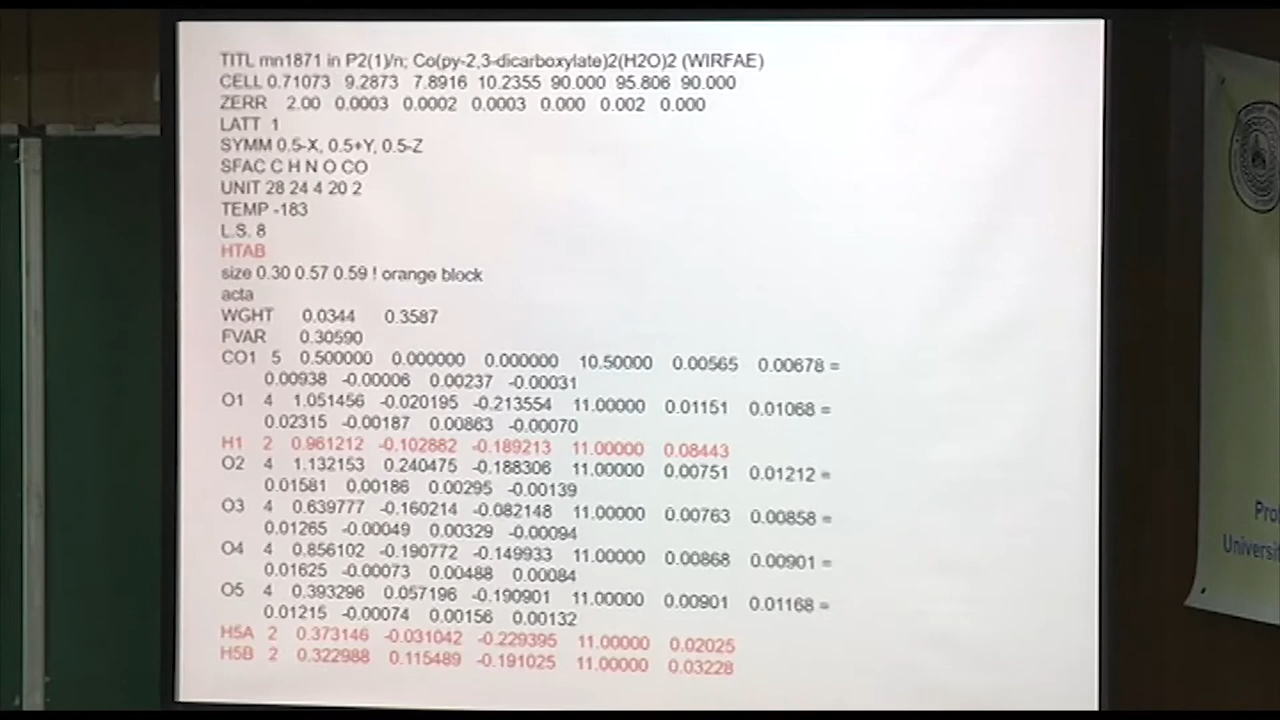 TITL mn1871 in P2(1)/n; Co(py-2,3-dicarboxylate)2(H2O)2 (WIRFAE)
CELL 0.71073 9.2873 7.8916 10.2355 90.000 95.806 90.000
ZERR 2.00 0.0003 0.0002 0.0003 0.000 0.002 0.000
LATT 1
SYMM 0.5-X, 0.5+Y, 0.5-Z
SFAC C H N O CO
UNIT 28 24 4 20 2
TEMP -183
L.S. 8
HTAB
size 0.30 0.57 0.59 ! orange block
acta
WGHT 0.0344 0.3587
FVAR 0.30590
CO1 5 0.500000 0.000000 0.000000 10.50000 0.00565 0.00678 =
0.00938 -0.00006 0.00237 -0.00031
O1 4 1.051456 -0.020195 -0.213554 11.00000 0.01151 0.01068 =
0.02315 -0.00187 0.00863 -0.00070
H1 2 0.961212 -0.102882 -0.189213 11.00000 0.08443
O2 4 1.132153 0.240475 -0.188306 11.00000 0.00751 0.01212 =
0.01581 0.00186 0.00295 -0.00139
O3 4 0.639777 -0.160214 -0.082148 11.00000 0.00763 0.00858 =
0.01265 -0.00049 0.00329 -0.00094
O4 4 0.856102 -0.190772 -0.149933 11.00000 0.00868 0.00901 =
0.01625 -0.00073 0.00488 0.00084
O5 4 0.393296 0.057196 -0.190901 11.00000 0.00901 0.01168 =
0.01215 -0.00074 0.00156 0.00132
H5A 2 0.373146 -0.031042 -0.229395 11.00000 0.02025
H5B 2 0.322988 0.115489 -0.191025 11.00000 0.03228